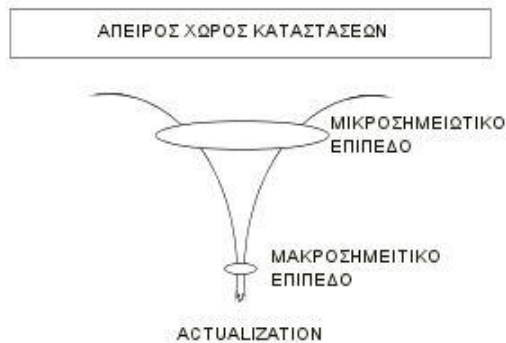 ΑΠΕΙΡΟΣ ΧΩΡΟΣ ΚΑΤΑΣΤΑΣΕΩΝ
ΜΙΚΡΟΣΗΜΕΙΩΤΙΚΟ
ΕΠΙΠΕΔΟ
ΜΑΚΡΟΣΗΜΕΙΤΙΚΟ
ΕΠΙΠΕΔΟ
ACTUALIZATION